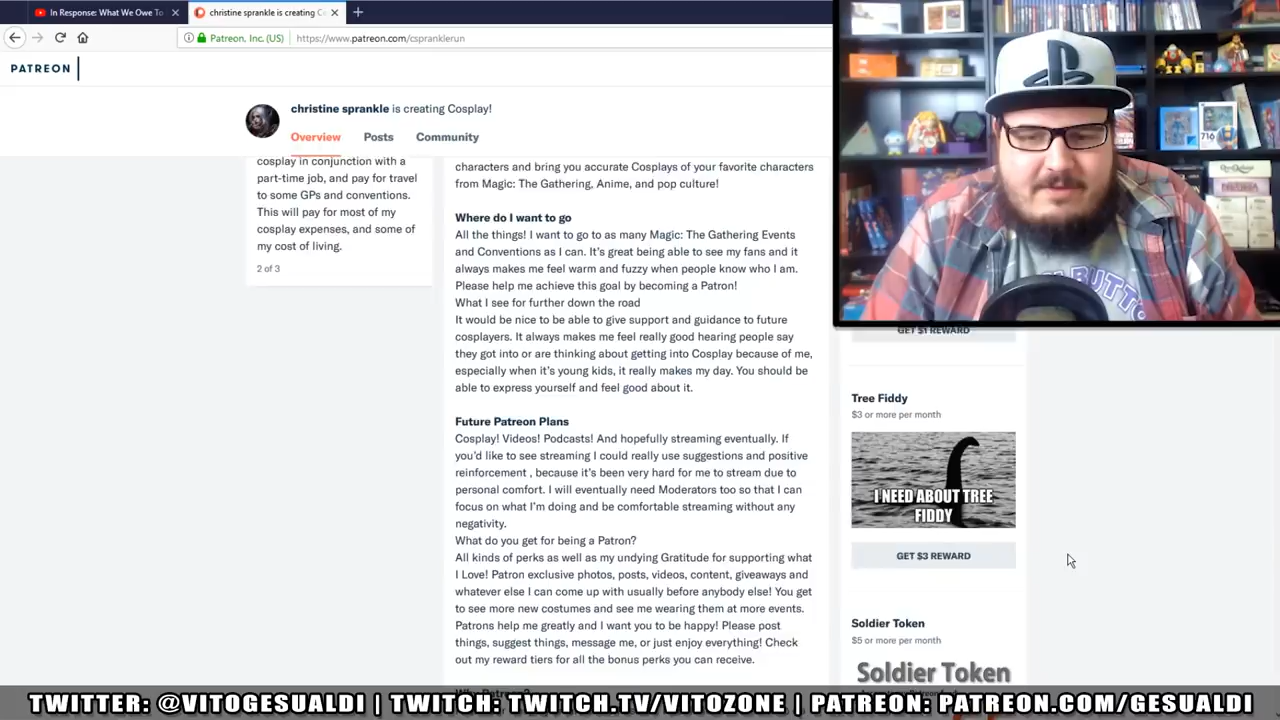 In Response: What We Owe To
christine sprankle is creating Co
Patreon, Inc. (US)
https://www.patreon.com/cspranklerun
PATREON
christine sprankle is creating Cosplay!
Overview
Posts
Community
cosplay in conjunction with a
part-time job, and pay for travel
to some GPs and conventions.
This will pay for most of my
cosplay expenses, and some of
my cost of living.
2 of 3
characters and bring you accurate Cosplays of your favorite characters
from Magic: The Gathering, Anime, and pop culture!
Where do I want to go
All the things! I want to go to as many Magic: The Gathering Events
and Conventions as I can. It's great being able to see my fans and it
always makes me feel warm and fuzzy when people know who I am.
Please help me achieve this goal by becoming a Patron!
What I see for further down the road
It would be nice to be able to give support and guidance to future
cosplayers. It always makes me feel really good hearing people say
they got into or are thinking about getting into Cosplay because of me,
especially when it's young kids, it really makes my day. You should be
able to express yourself and feel good about it.
Future Patreon Plans
Cosplay! Videos! Podcasts! And hopefully streaming eventually. If
you'd like to see streaming I could really use suggestions and positive
reinforcement , because it's been very hard for me to stream due to
personal comfort. I will eventually need Moderators too so that I can
focus on what I'm doing and be comfortable streaming without any
negativity.
What do you get for being a Patron?
All kinds of perks as well as my undying Gratitude for supporting what
I Love! Patron exclusive photos, posts, videos, content, giveaways and
whatever else I can come up with usually before anybody else! You get
to see more new costumes and see me wearing them at more events.
Patrons help me greatly and I want you to be happy! Please post
things, suggest things, message me, or just enjoy everything! Check
out my reward tiers for all the bonus perks you can receive.
716
GET $1 REWARD
Tree Fiddy
$3 or more per month
I NEED ABOUT TREE
FIDDY
GET $3 REWARD
Soldier Token
$5 or more per month
Soldier Token
TWITTER: @VITOGESUALDI | TWITCH: TWITCH.TV/VITOZONE | PATREON: PATREON.COM/GESUALDI